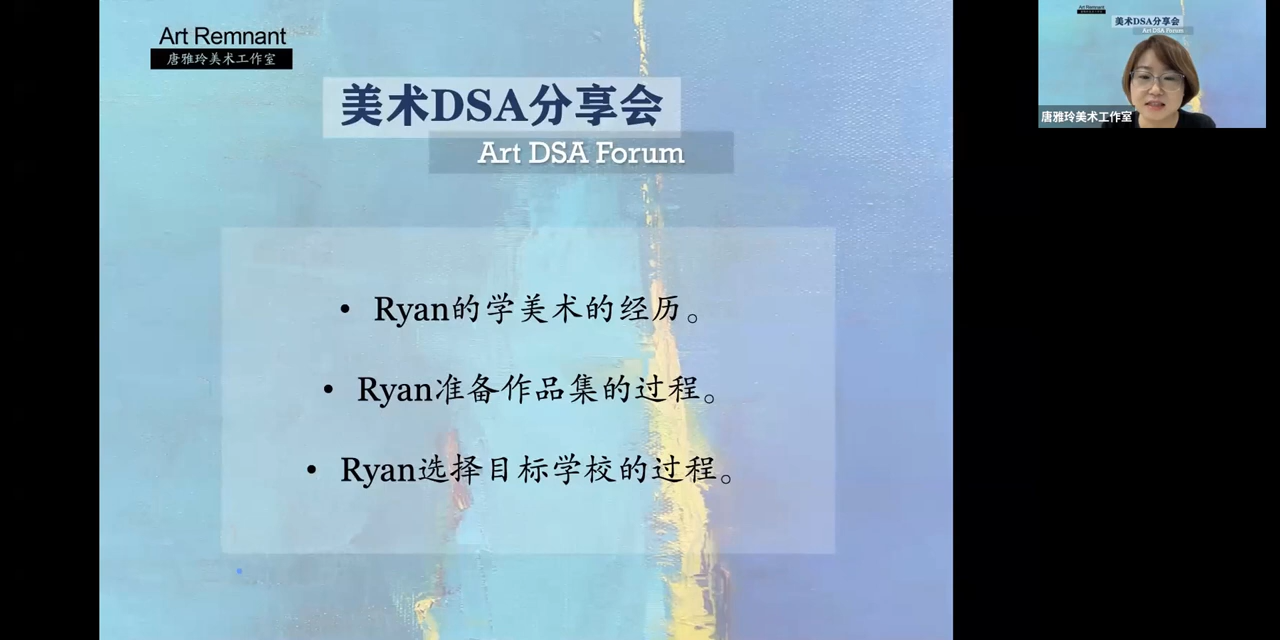 Art Remnant
唐雅玲美术工作室
美术DSA分享会
Art DSA Forum
• Ryan的学美术的经历。
• Ryan准备作品集的过程。
• Ryan选择目标学校的过程。
Art Remnant
美术DSA分享会
Art DSA Forum
唐雅玲美术工作室